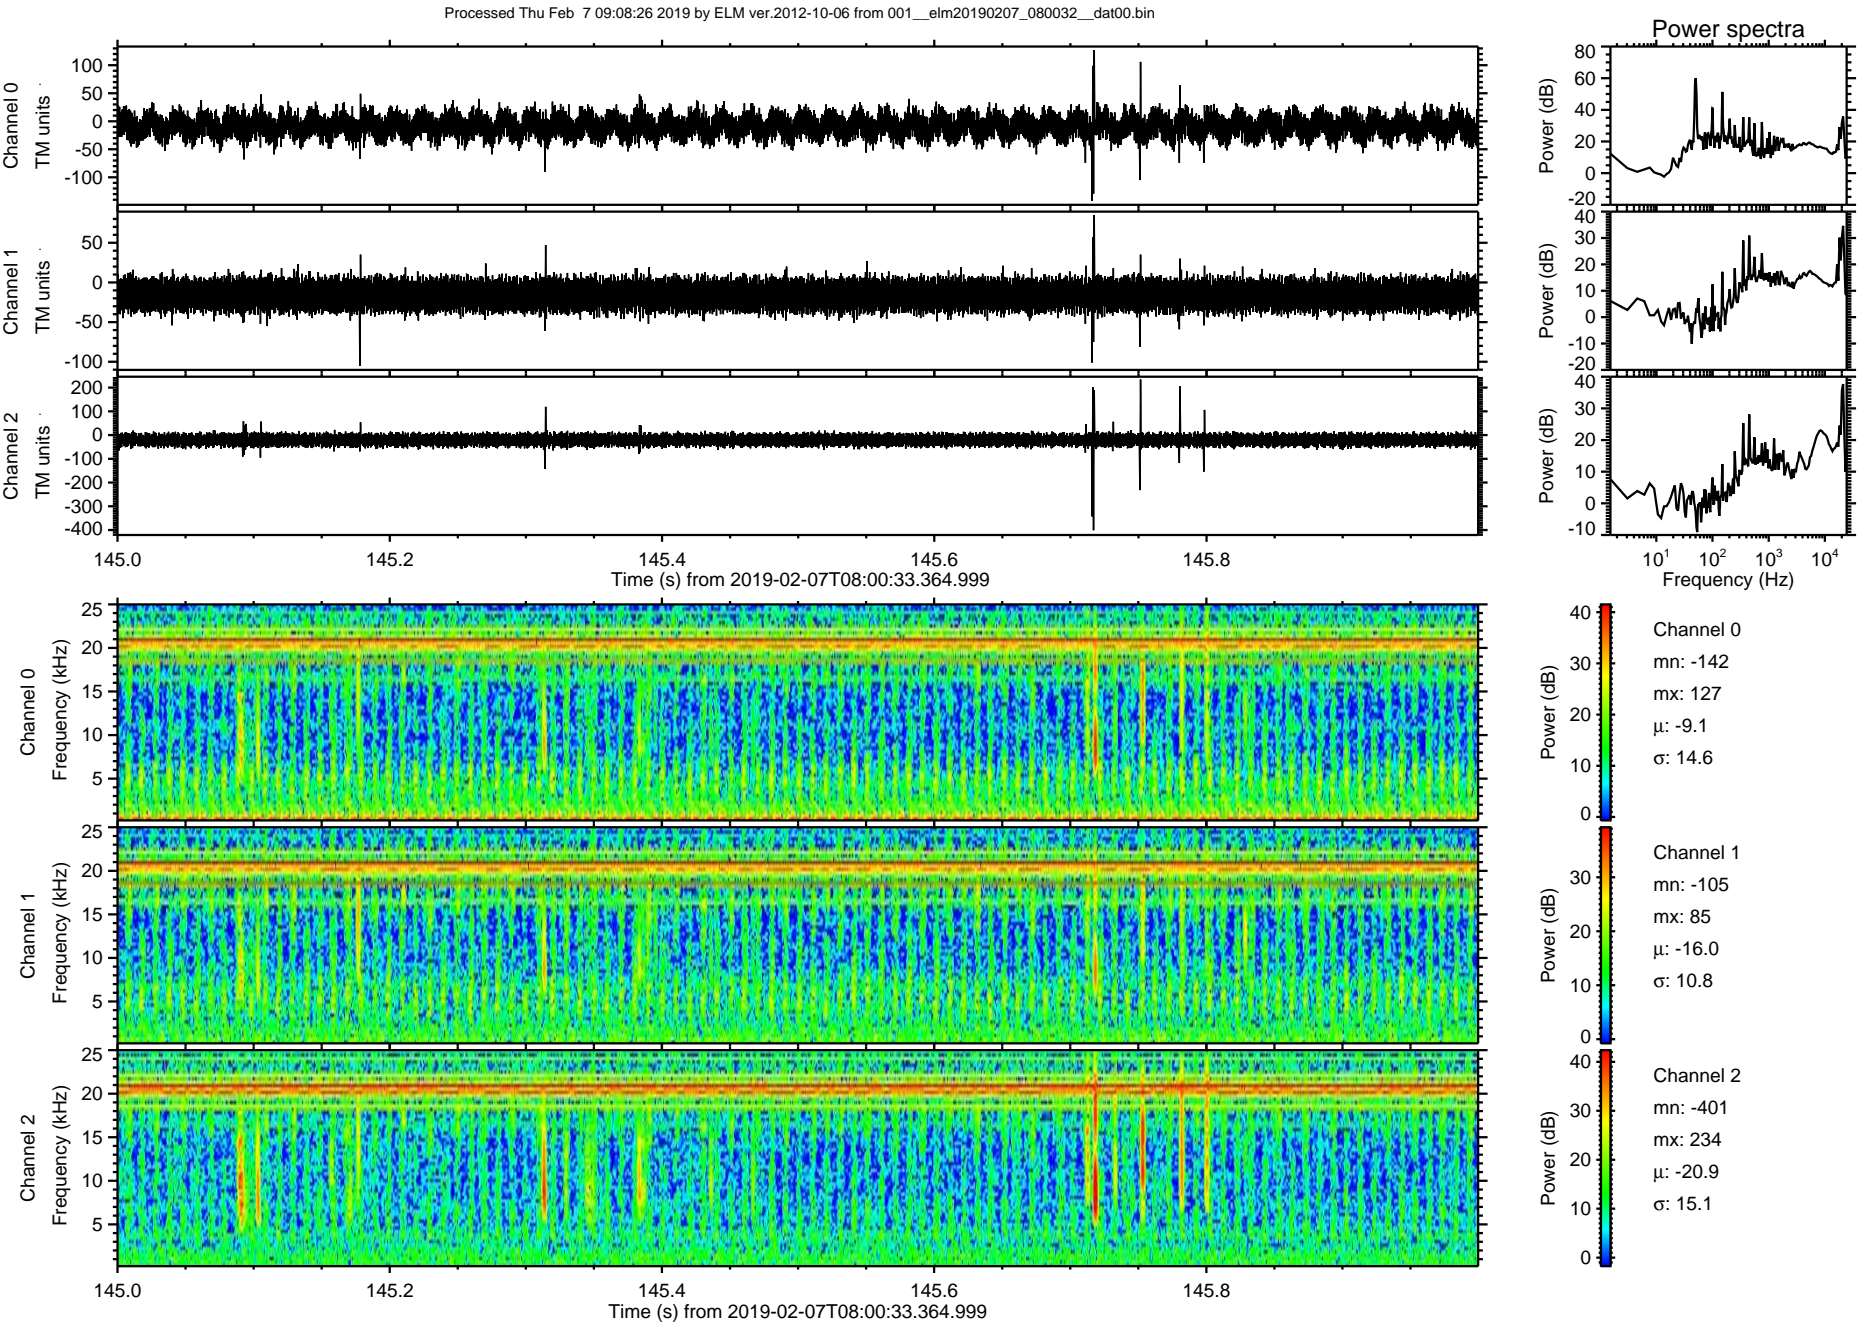 Processed Thu Feb  7 09:08:26 2019 by ELM ver.2012-10-06 from 001__elm20190207_080032__dat00.bin
Power spectra
Channel 0
TM units
100
50
0
-50
-100
Power (dB)
80
60
40
20
0
-20
Channel 1
TM units
50
0
-50
-100
Power (dB)
40
30
20
10
0
-10
-20
Channel 2
TM units
200
100
0
-100
-200
-300
-400
Power (dB)
40
30
20
10
0
-10
145.0 145.2 145.4 145.6 145.8
Time (s) from 2019-02-07T08:00:33.364.999
10^1 10^2 10^3 10^4
Frequency (Hz)
Channel 0
Frequency (kHz)
25
20
15
10
5
Power (dB)
40
30
20
10
0
Channel 0
mn: -142
mx: 127
μ: -9.1
σ: 14.6
Channel 1
Frequency (kHz)
25
20
15
10
5
Power (dB)
30
20
10
0
Channel 1
mn: -105
mx: 85
μ: -16.0
σ: 10.8
Channel 2
Frequency (kHz)
25
20
15
10
5
Power (dB)
40
30
20
10
0
Channel 2
mn: -401
mx: 234
μ: -20.9
σ: 15.1
145.0 145.2 145.4 145.6 145.8
Time (s) from 2019-02-07T08:00:33.364.999